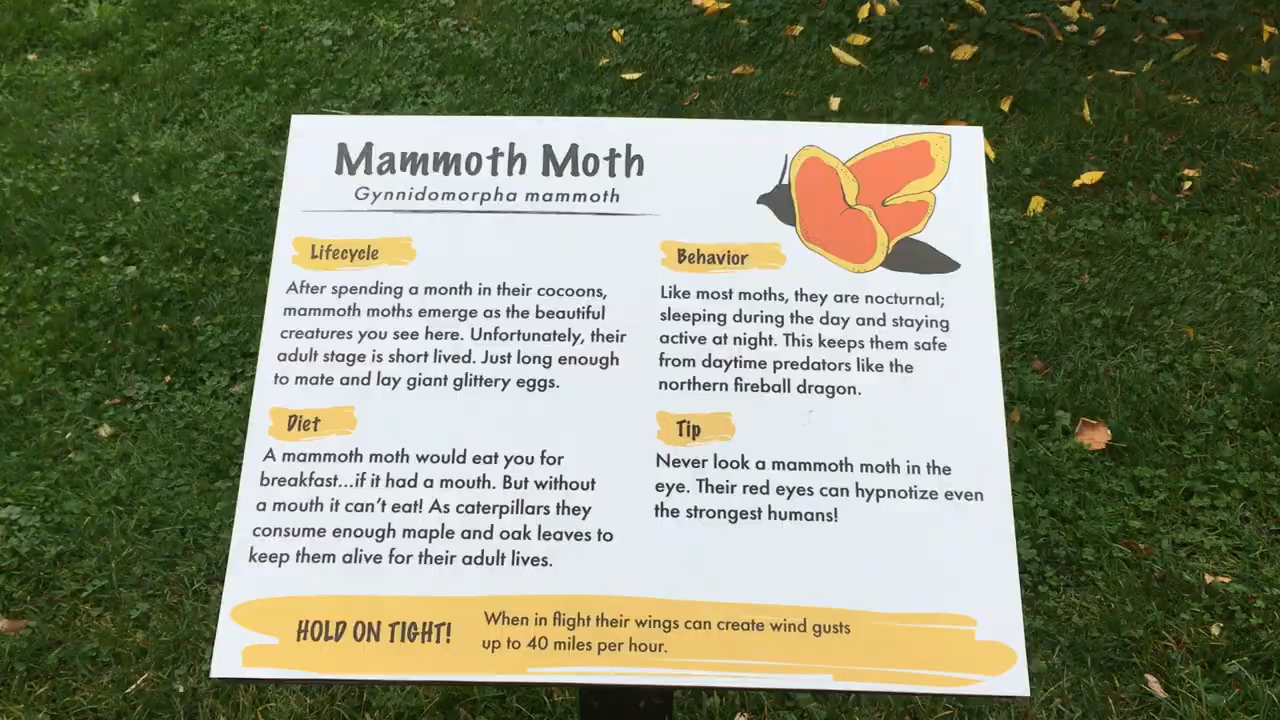 Mammoth Moth
Gynnidomorpha mammoth
Lifecycle
After spending a month in their cocoons,
mammoth moths emerge as the beautiful
creatures you see here. Unfortunately, their
adult stage is short lived. Just long enough
to mate and lay giant glittery eggs.
Diet
A mammoth moth would eat you for
breakfast...if it had a mouth. But without
a mouth it can't eat! As caterpillars they
consume enough maple and oak leaves to
keep them alive for their adult lives.
Behavior
Like most moths, they are nocturnal;
sleeping during the day and staying
active at night. This keeps them safe
from daytime predators like the
northern fireball dragon.
Tip
Never look a mammoth moth in the
eye. Their red eyes can hypnotize even
the strongest humans!
HOLD ON TIGHT!
When in flight their wings can create wind gusts
up to 40 miles per hour.